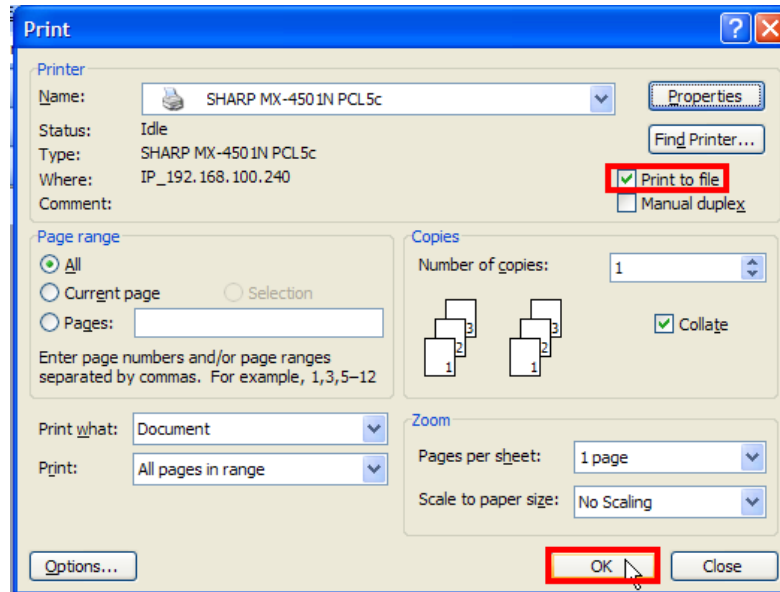 Print
Printer
Name: SHARP MX-4501N PCL5c Properties
Status: Idle Find Printer...
Type: SHARP MX-4501N PCL5c
Where: IP_192.168.100.240 Print to file
Comment: Manual duplex
Page range
All
Current page Selection
Pages:
Enter page numbers and/or page ranges
separated by commas. For example, 1,3,5–12
Copies
Number of copies: 1
3 3
2 2
1 1
Collate
Print what: Document
Print: All pages in range
Zoom
Pages per sheet: 1 page
Scale to paper size: No Scaling
Options... OK Close